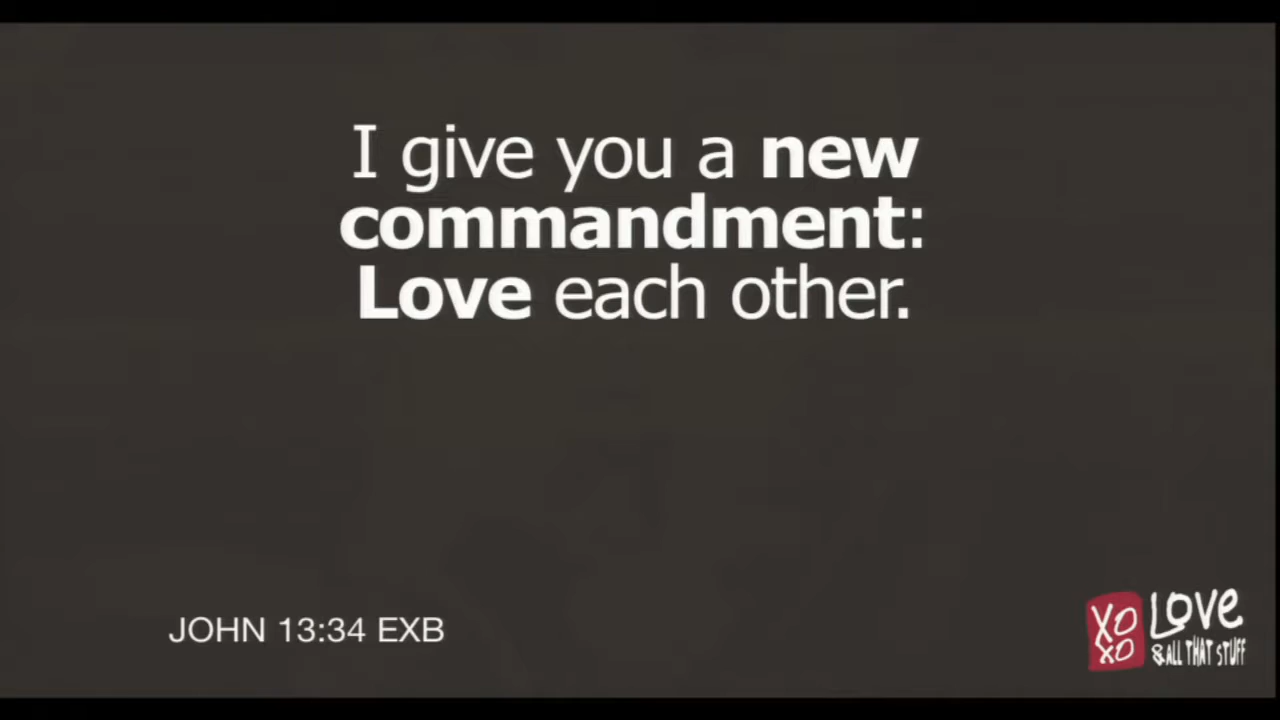 I give you a new
commandment:
Love each other.
JOHN 13:34 EXB
XO
XO
LOVE
& ALL THAT STUFF